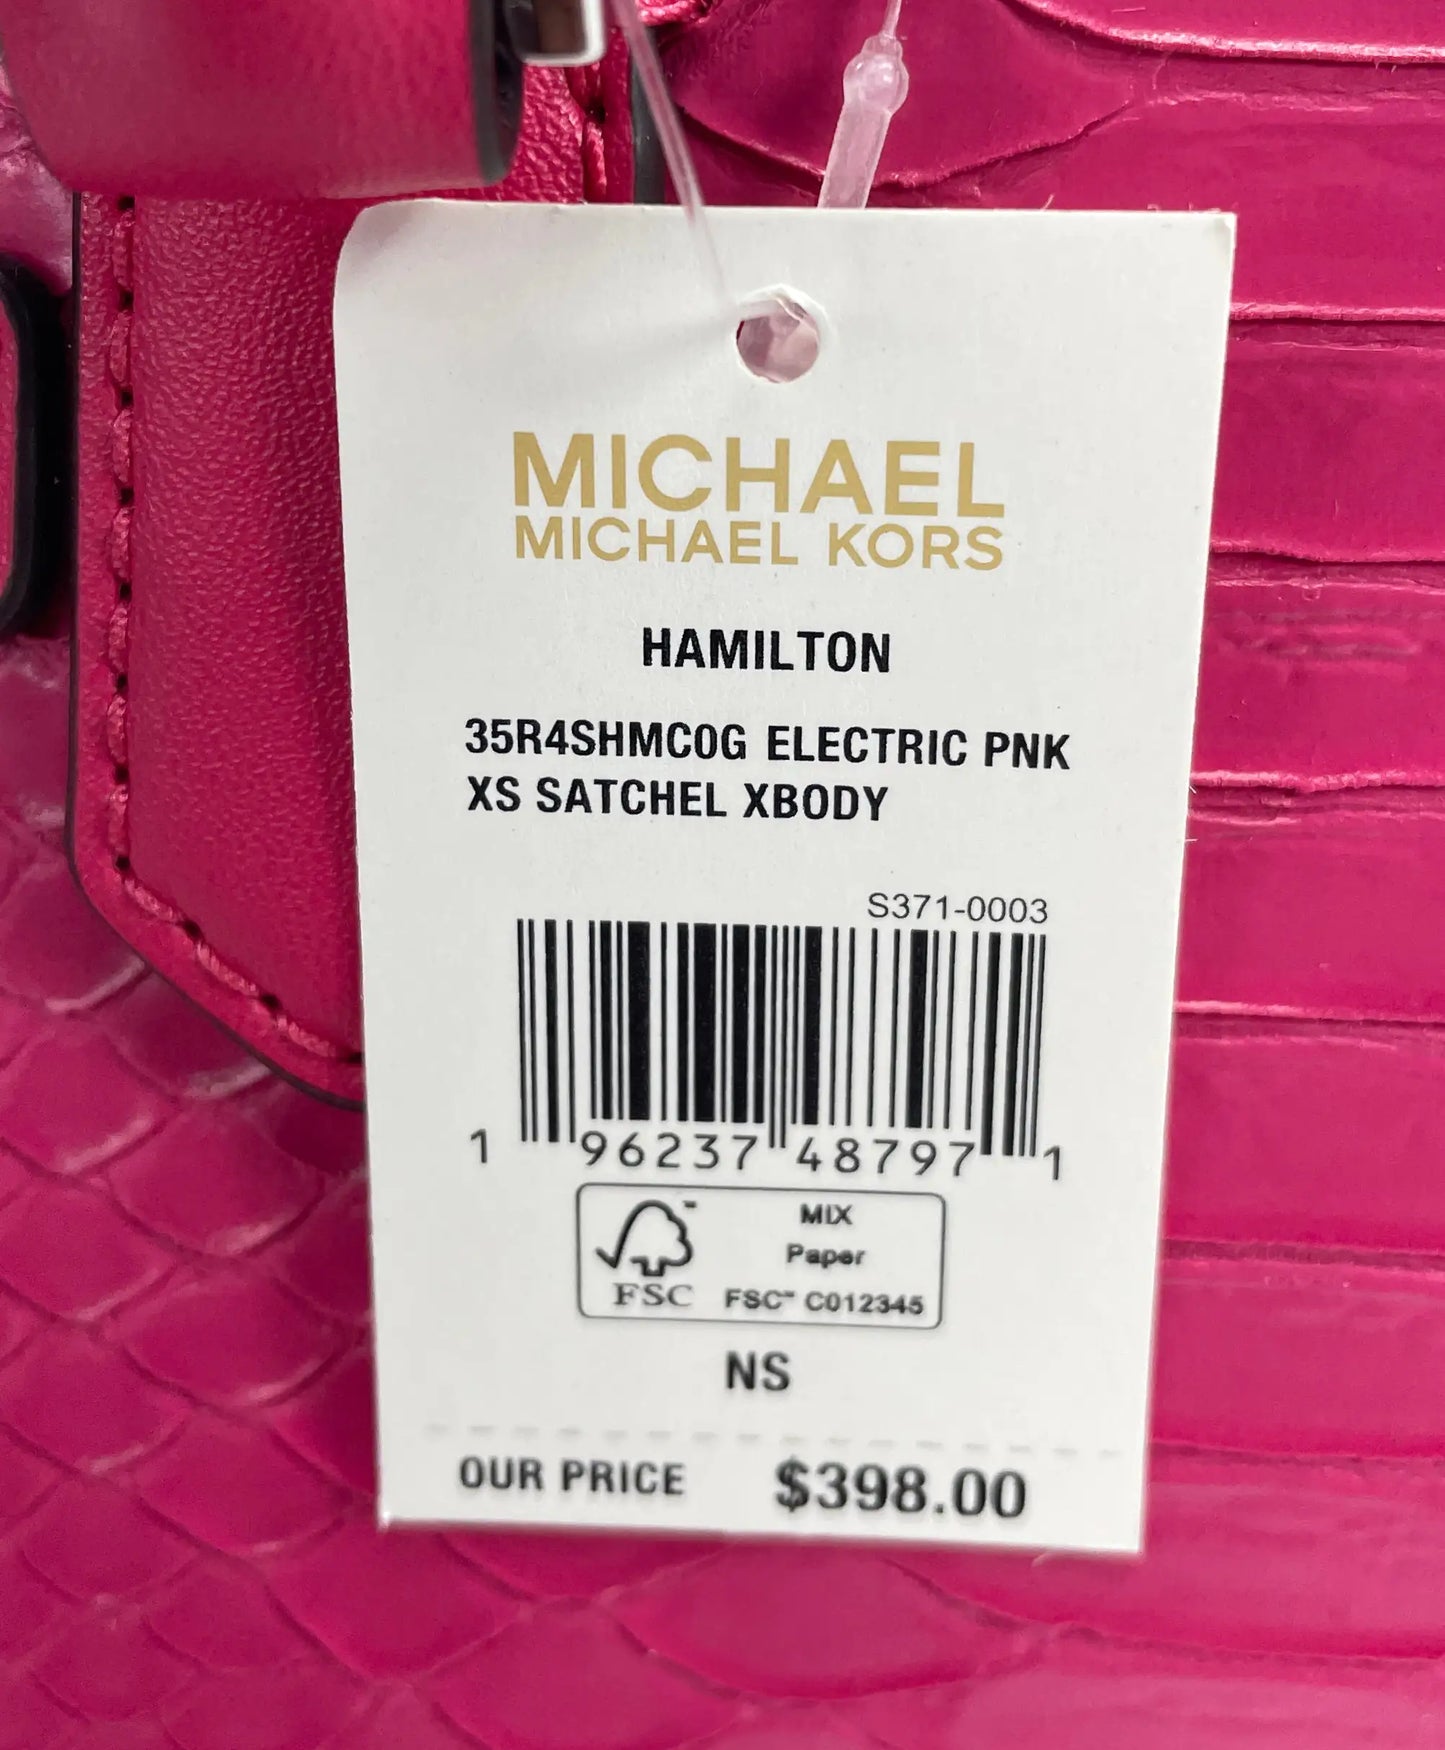 MICHAEL
MICHAEL KORS
HAMILTON
35R4SHMC0G ELECTRIC PNK
XS SATCHEL XBODY
S371-0003
1 96237 48797 1
MIX
Paper
FSC™ C012345
FSC
NS
OUR PRICE $398.00